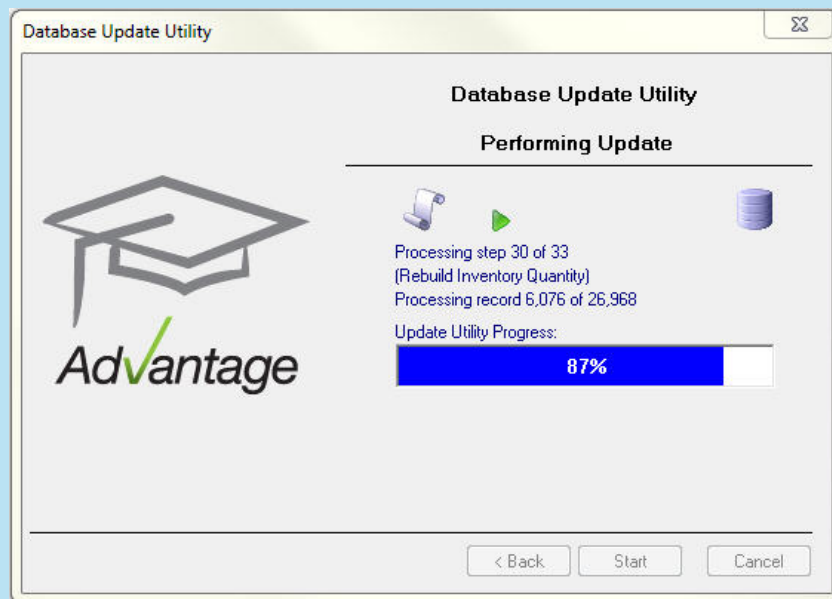 Database Update Utility
Database Update Utility
Performing Update
Processing step 30 of 33
(Rebuild Inventory Quantity)
Processing record 6,076 of 26,968
Update Utility Progress:
87%
Advantage
< Back
Start
Cancel